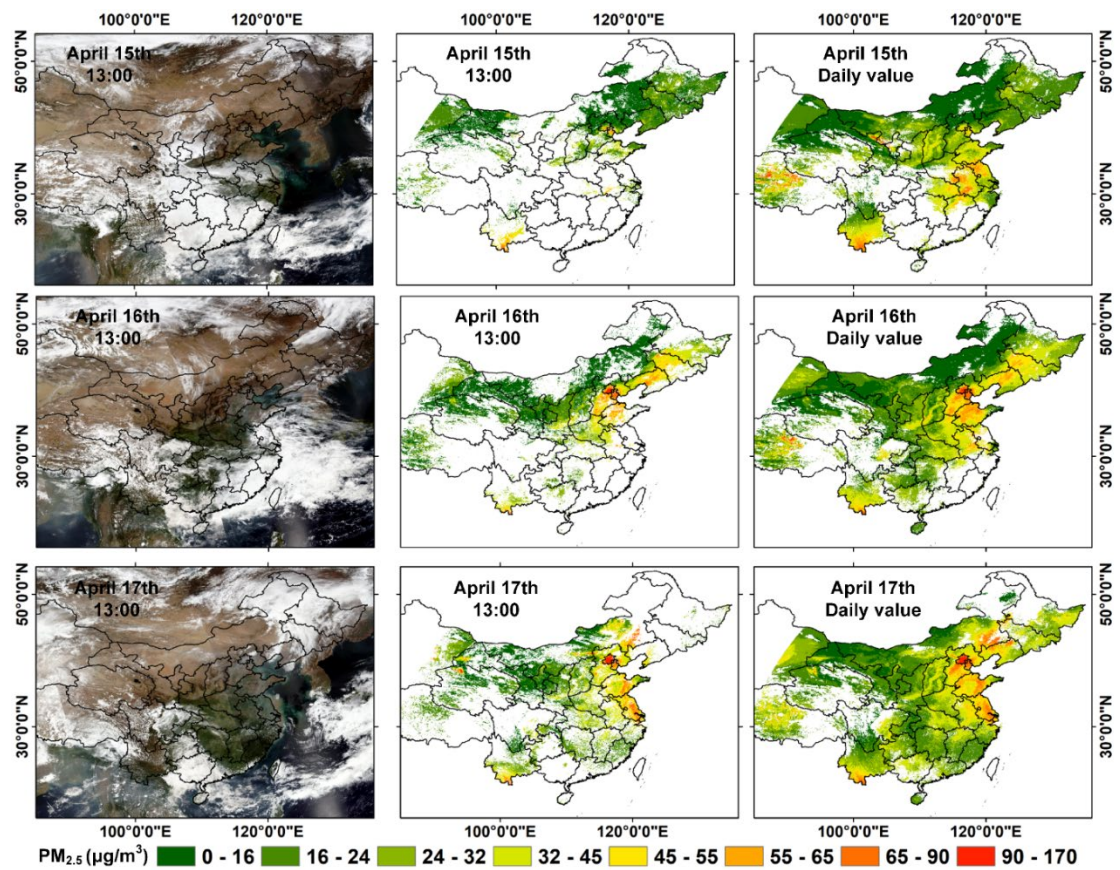 100°0'0"E 120°0'0"E 100°0'0"E 120°0'0"E 100°0'0"E 120°0'0"E
April 15th
13:00
April 15th
13:00
April 15th
Daily value
50°0'0"N
30°0'0"N
50°0'0"N
30°0'0"N
April 16th
13:00
April 16th
13:00
April 16th
Daily value
50°0'0"N
30°0'0"N
50°0'0"N
30°0'0"N
April 17th
13:00
April 17th
13:00
April 17th
Daily value
50°0'0"N
30°0'0"N
50°0'0"N
30°0'0"N
100°0'0"E 120°0'0"E 100°0'0"E 120°0'0"E 100°0'0"E 120°0'0"E
PM2.5 (μg/m³) 0 - 16 16 - 24 24 - 32 32 - 45 45 - 55 55 - 65 65 - 90 90 - 170